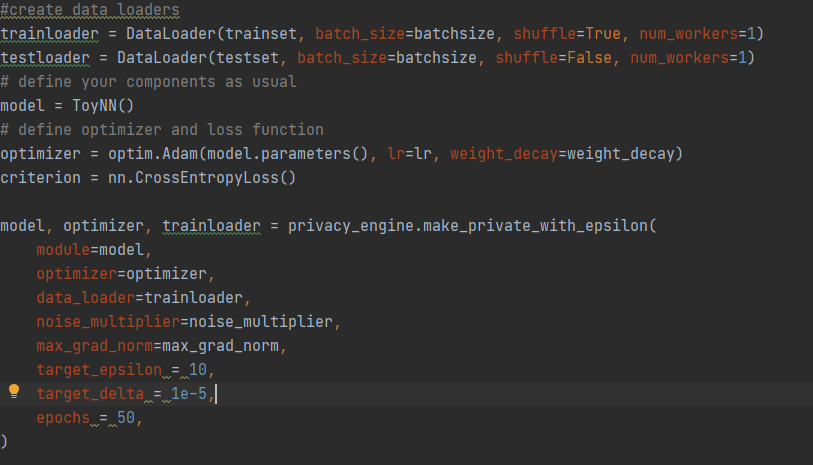 #create data loaders
trainloader = DataLoader(trainset, batch_size=batchsize, shuffle=True, num_workers=1)
testloader = DataLoader(testset, batch_size=batchsize, shuffle=False, num_workers=1)
# define your components as usual
model = ToyNN()
# define optimizer and loss function
optimizer = optim.Adam(model.parameters(), lr=lr, weight_decay=weight_decay)
criterion = nn.CrossEntropyLoss()

model, optimizer, trainloader = privacy_engine.make_private_with_epsilon(
    module=model,
    optimizer=optimizer,
    data_loader=trainloader,
    noise_multiplier=noise_multiplier,
    max_grad_norm=max_grad_norm,
    target_epsilon = 10,
    target_delta = 1e-5,
    epochs = 50,
)